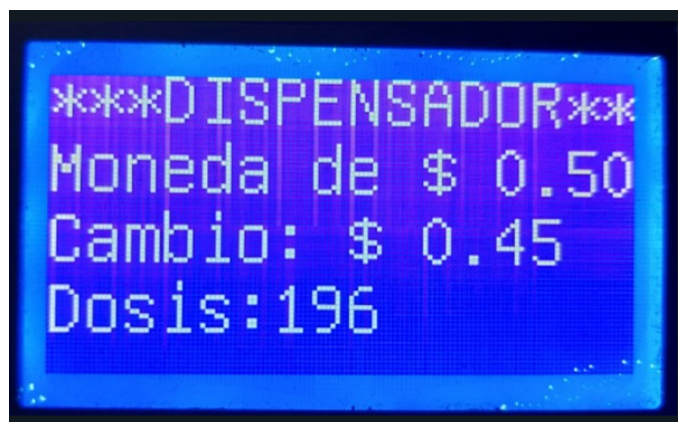 ***DISPENSADOR**
Moneda de $ 0.50
Cambio: $ 0.45
Dosis:196